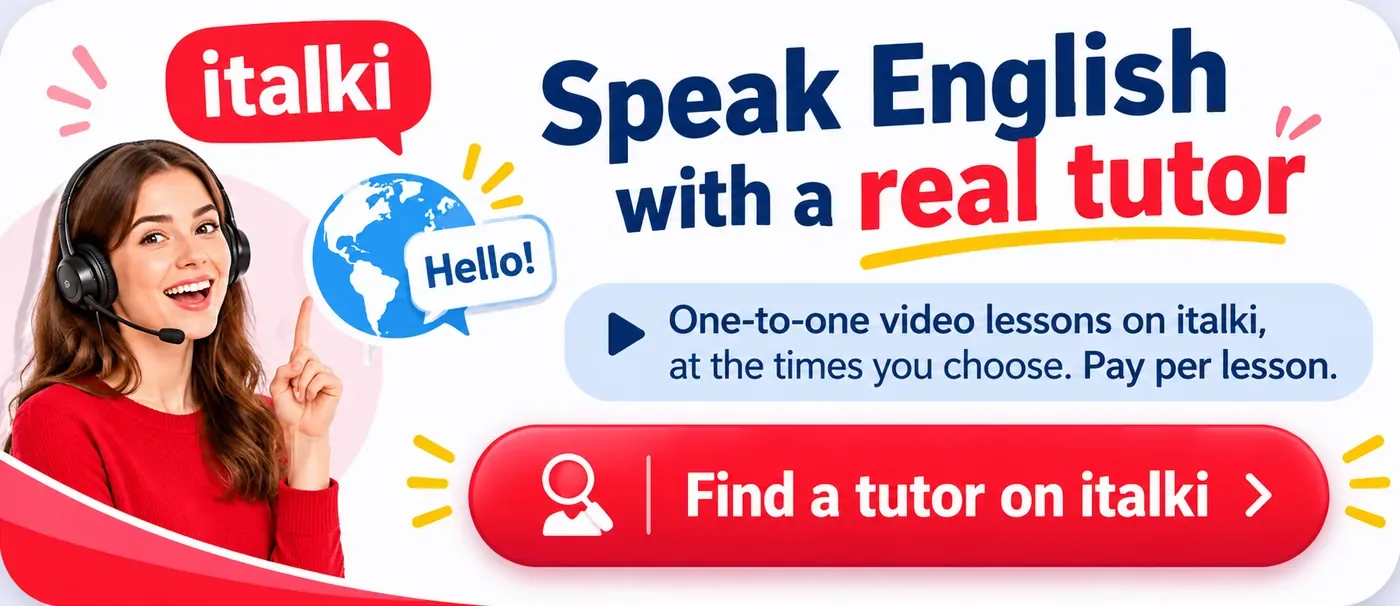 italki
Speak English
with a real tutor
Hello!
One-to-one video lessons on italki,
at the times you choose. Pay per lesson.
Find a tutor on italki